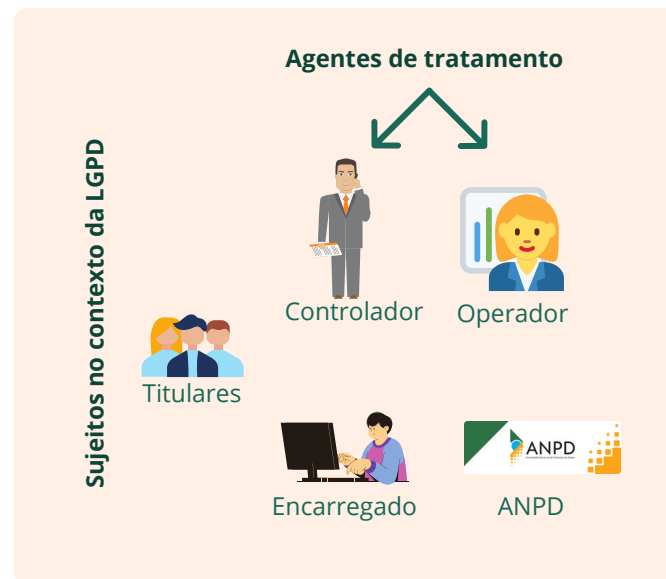 Agentes de tratamento
Sujeitos no contexto da LGPD
Controlador
Operador
Titulares
ANPD
Encarregado
ANPD